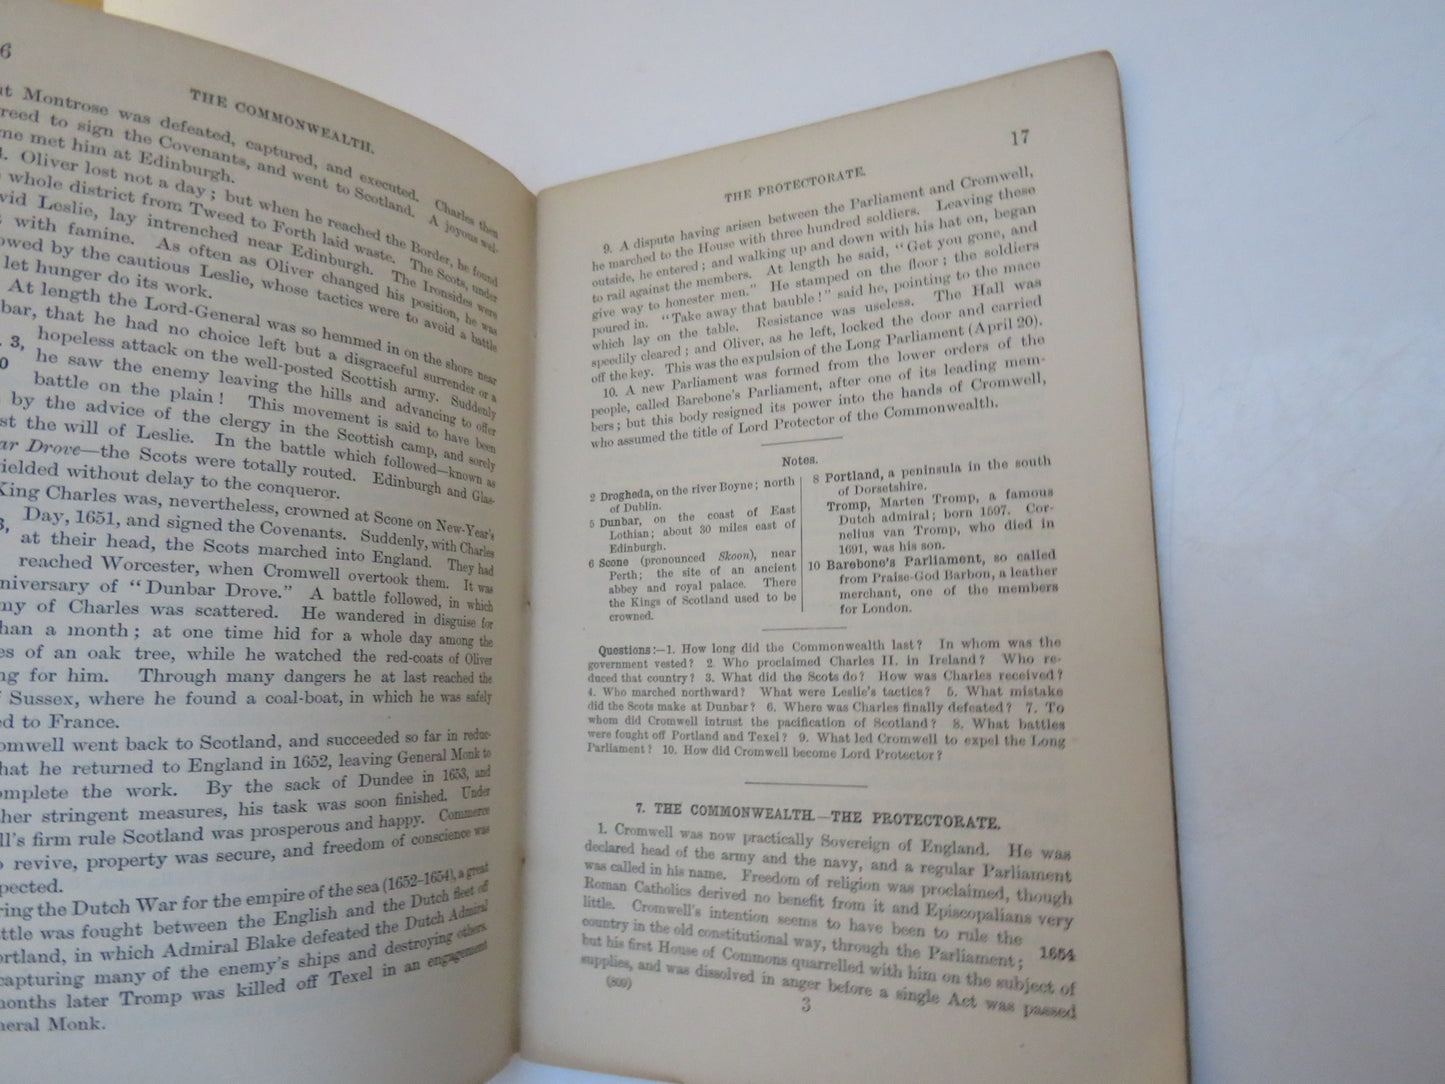 6
THE COMMONWEALTH.
Montrose was defeated, captured, and executed. Charles then
to sign the Covenants, and went to Scotland. A joyous wel-
met him at Edinburgh.
Oliver lost not a day; but when he reached the Border, he found
whole district from Tweed to Forth laid waste. The Scots, under
Leslie, lay intrenched near Edinburgh. The Ironsides were
with famine. As often as Oliver changed his position, he was
by the cautious Leslie, whose tactics were to avoid a battle
let hunger do its work.
At length the Lord-General was so hemmed in on the shore near
bar, that he had no choice left but a disgraceful surrender or a
3, hopeless attack on the well-posted Scottish army. Suddenly
0 he saw the enemy leaving the hills and advancing to offer
battle on the plain! This movement is said to have been
by the advice of the clergy in the Scottish camp, and sorely
st the will of Leslie. In the battle which followed—known as
ar Drove—the Scots were totally routed. Edinburgh and Glas-
ielded without delay to the conqueror.
King Charles was, nevertheless, crowned at Scone on New-Year's
3, Day, 1651, and signed the Covenants. Suddenly, with Charles
at their head, the Scots marched into England. They had
reached Worcester, when Cromwell overtook them. It was
niversary of "Dunbar Drove." A battle followed, in which
my of Charles was scattered. He wandered in disguise for
han a month; at one time hid for a whole day among the
es of an oak tree, while he watched the red-coats of Oliver
ng for him. Through many dangers he at last reached the
f Sussex, where he found a coal-boat, in which he was safely
ed to France.
omwell went back to Scotland, and succeeded so far in reduc-
hat he returned to England in 1652, leaving General Monk to
omplete the work. By the sack of Dundee in 1653, and
her stringent measures, his task was soon finished. Under
ll's firm rule Scotland was prosperous and happy. Commerce
o revive, property was secure, and freedom of conscience was
pected.
ring the Dutch War for the empire of the sea (1652-1654), a great
attle was fought between the English and the Dutch fleet off
ortland, in which Admiral Blake defeated the Dutch Admiral
capturing many of the enemy's ships and destroying others.
months later Tromp was killed off Texel in an engagement
neral Monk.
17
THE PROTECTORATE.
9. A dispute having arisen between the Parliament and Cromwell,
he marched to the House with three hundred soldiers. Leaving these
outside, he entered; and walking up and down with his hat on, began
to rail against the members. At length he said, "Get you gone, and
give way to honester men." He stamped on the floor; the soldiers
poured in. "Take away that bauble!" said he, pointing to the mace
which lay on the table. Resistance was useless. The Hall was
speedily cleared; and Oliver, as he left, locked the door and carried
off the key. This was the expulsion of the Long Parliament (April 20).
10. A new Parliament was formed from the lower orders of the
people, called Barebone's Parliament, after one of its leading mem-
bers; but this body resigned its power into the hands of Cromwell,
who assumed the title of Lord Protector of the Commonwealth.
Notes.
2 Drogheda, on the river Boyne; north
of Dublin.
5 Dunbar, on the coast of East
Lothian; about 30 miles east of
Edinburgh.
6 Scone (pronounced Skoon), near
Perth; the site of an ancient
abbey and royal palace. There
the Kings of Scotland used to be
crowned.
8 Portland, a peninsula in the south
of Dorsetshire.
Tromp, Marten Tromp, a famous
Dutch admiral; born 1597. Cor-
nelius van Tromp, who died in
1691, was his son.
10 Barebone's Parliament, so called
from Praise-God Barbon, a leather
merchant, one of the members
for London.
Questions:—1. How long did the Commonwealth last? In whom was the
government vested? 2. Who proclaimed Charles II. in Ireland? Who re-
duced that country? 3. What did the Scots do? How was Charles received?
4. Who marched northward? What were Leslie's tactics? 5. What mistake
did the Scots make at Dunbar? 6. Where was Charles finally defeated? 7. To
whom did Cromwell intrust the pacification of Scotland? 8. What battles
were fought off Portland and Texel? 9. What led Cromwell to expel the Long
Parliament? 10. How did Cromwell become Lord Protector?
7. THE COMMONWEALTH.—THE PROTECTORATE.
1. Cromwell was now practically Sovereign of England. He was
declared head of the army and the navy, and a regular Parliament
was called in his name. Freedom of religion was proclaimed, though
Roman Catholics derived no benefit from it and Episcopalians very
little. Cromwell's intention seems to have been to rule the
country in the old constitutional way, through the Parliament; 1654
but his first House of Commons quarrelled with him on the subject of
supplies, and was dissolved in anger before a single Act was passed
(809)
3